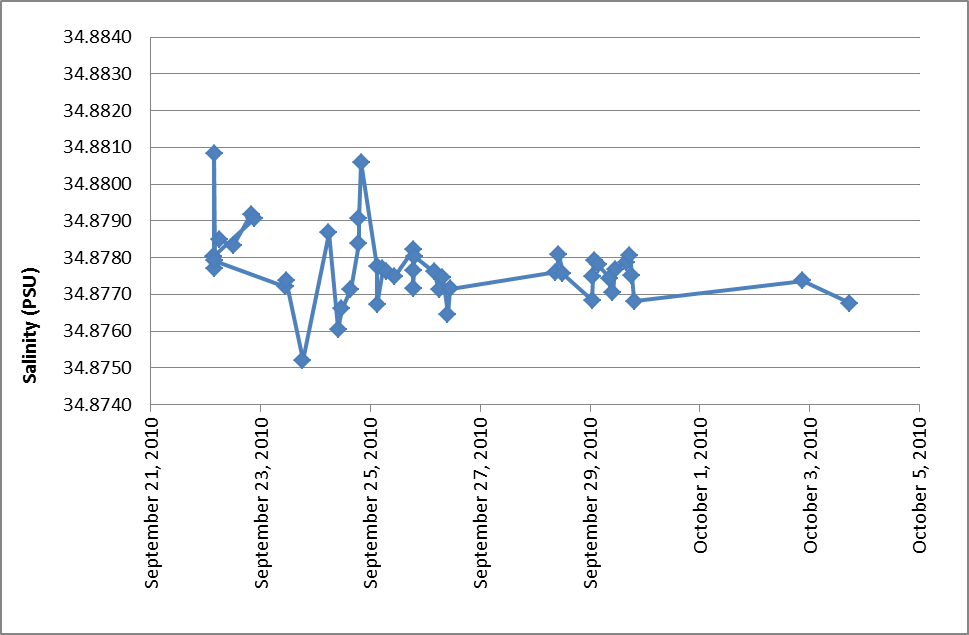 34.8840
34.8830
34.8820
34.8810
34.8800
34.8790
34.8780
34.8770
34.8760
34.8750
34.8740
Salinity (PSU)
September 21, 2010
September 23, 2010
September 25, 2010
September 27, 2010
September 29, 2010
October 1, 2010
October 3, 2010
October 5, 2010